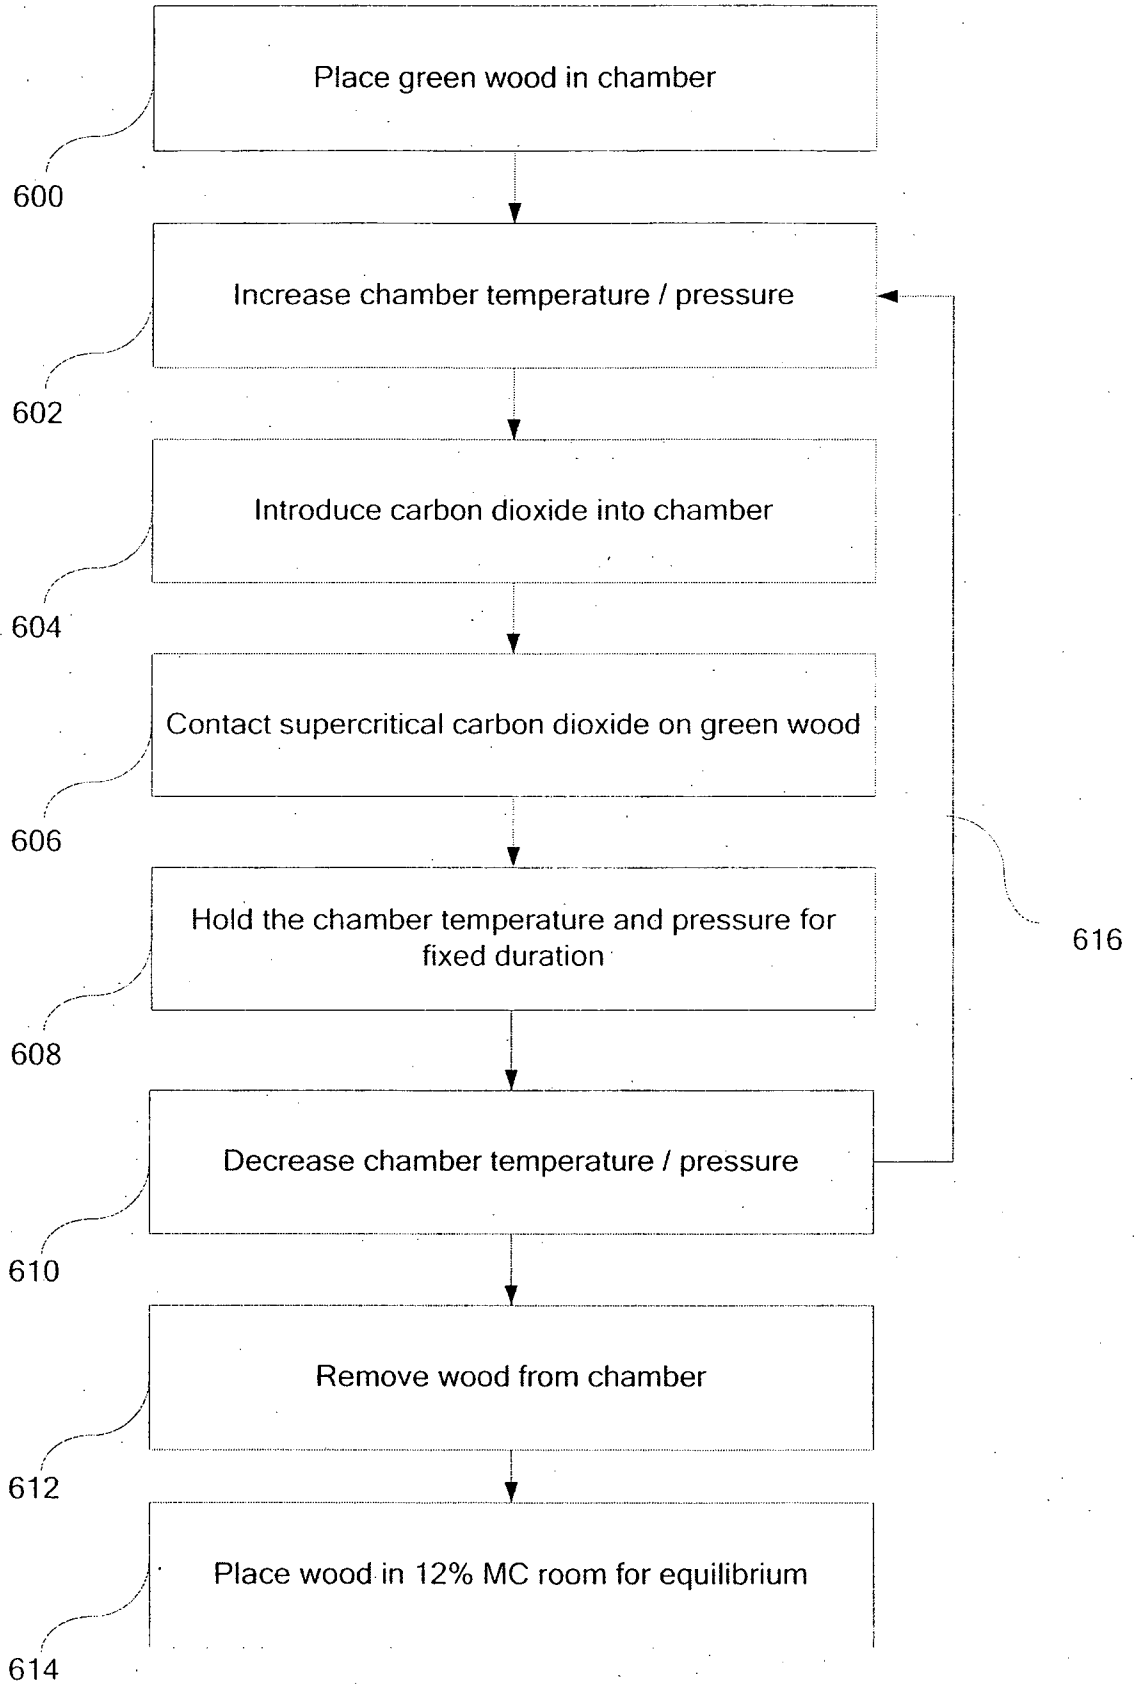 Place green wood in chamber
600
Increase chamber temperature / pressure
602
Introduce carbon dioxide into chamber
604
Contact supercritical carbon dioxide on green wood
606
Hold the chamber temperature and pressure for
fixed duration
616
608
Decrease chamber temperature / pressure
610
Remove wood from chamber
612
Place wood in 12% MC room for equilibrium
614